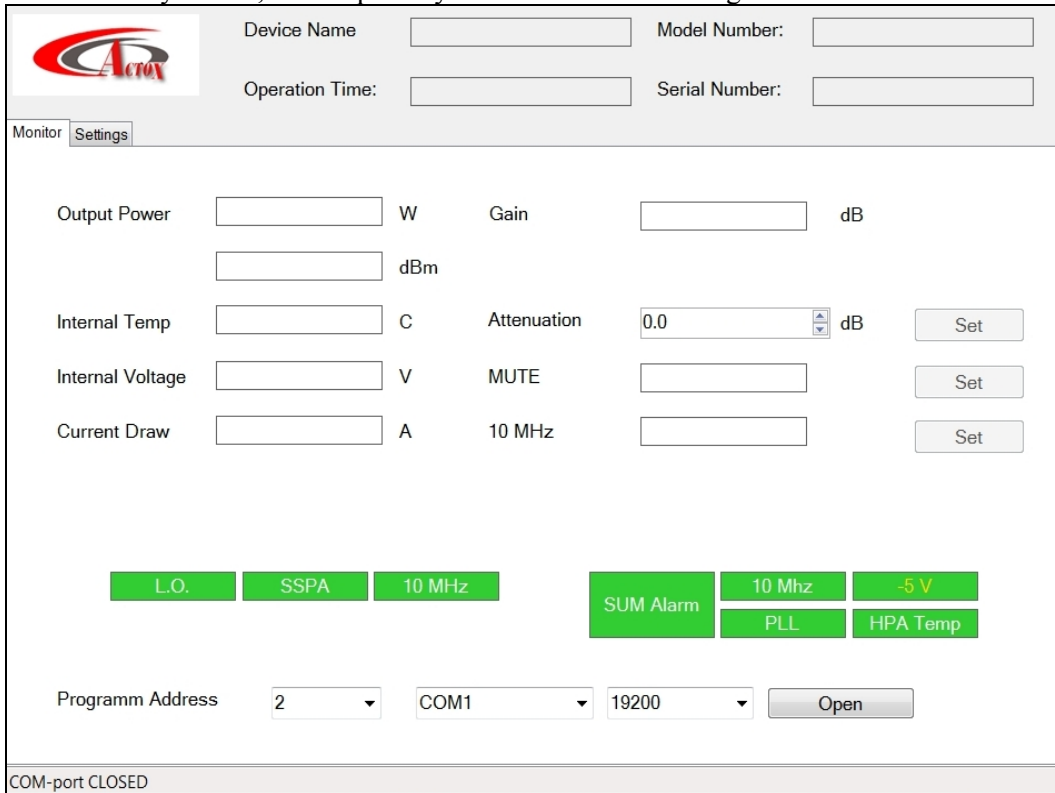 Device Name Model Number:
ACTOX
Operation Time: Serial Number:
Monitor Settings
Output Power W Gain dB
dBm
Internal Temp C Attenuation 0.0 dB Set
Internal Voltage V MUTE Set
Current Draw A 10 MHz Set
L.O. SSPA 10 MHz SUM Alarm 10 Mhz -5 V
PLL HPA Temp
Programm Address 2 COM1 19200 Open
COM-port CLOSED